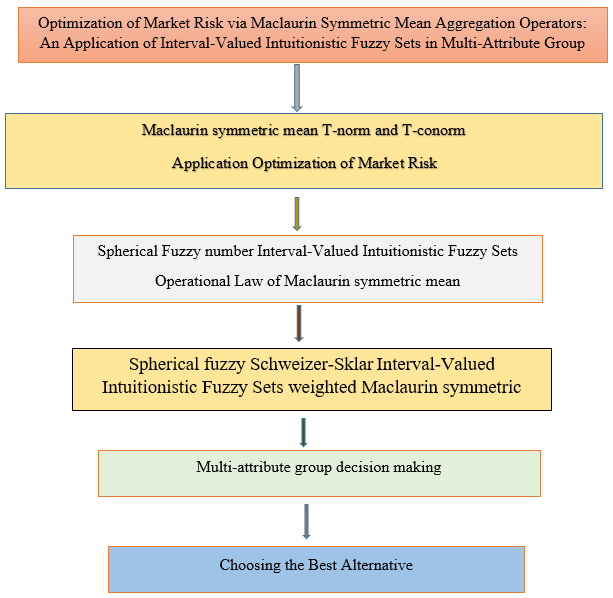 Optimization of Market Risk via Maclaurin Symmetric Mean Aggregation Operators:
An Application of Interval-Valued Intuitionistic Fuzzy Sets in Multi-Attribute Group
Maclaurin symmetric mean T-norm and T-conorm
Application Optimization of Market Risk
Spherical Fuzzy number Interval-Valued Intuitionistic Fuzzy Sets
Operational Law of Maclaurin symmetric mean
Spherical fuzzy Schweizer-Sklar Interval-Valued
Intuitionistic Fuzzy Sets weighted Maclaurin symmetric
Multi-attribute group decision making
Choosing the Best Alternative